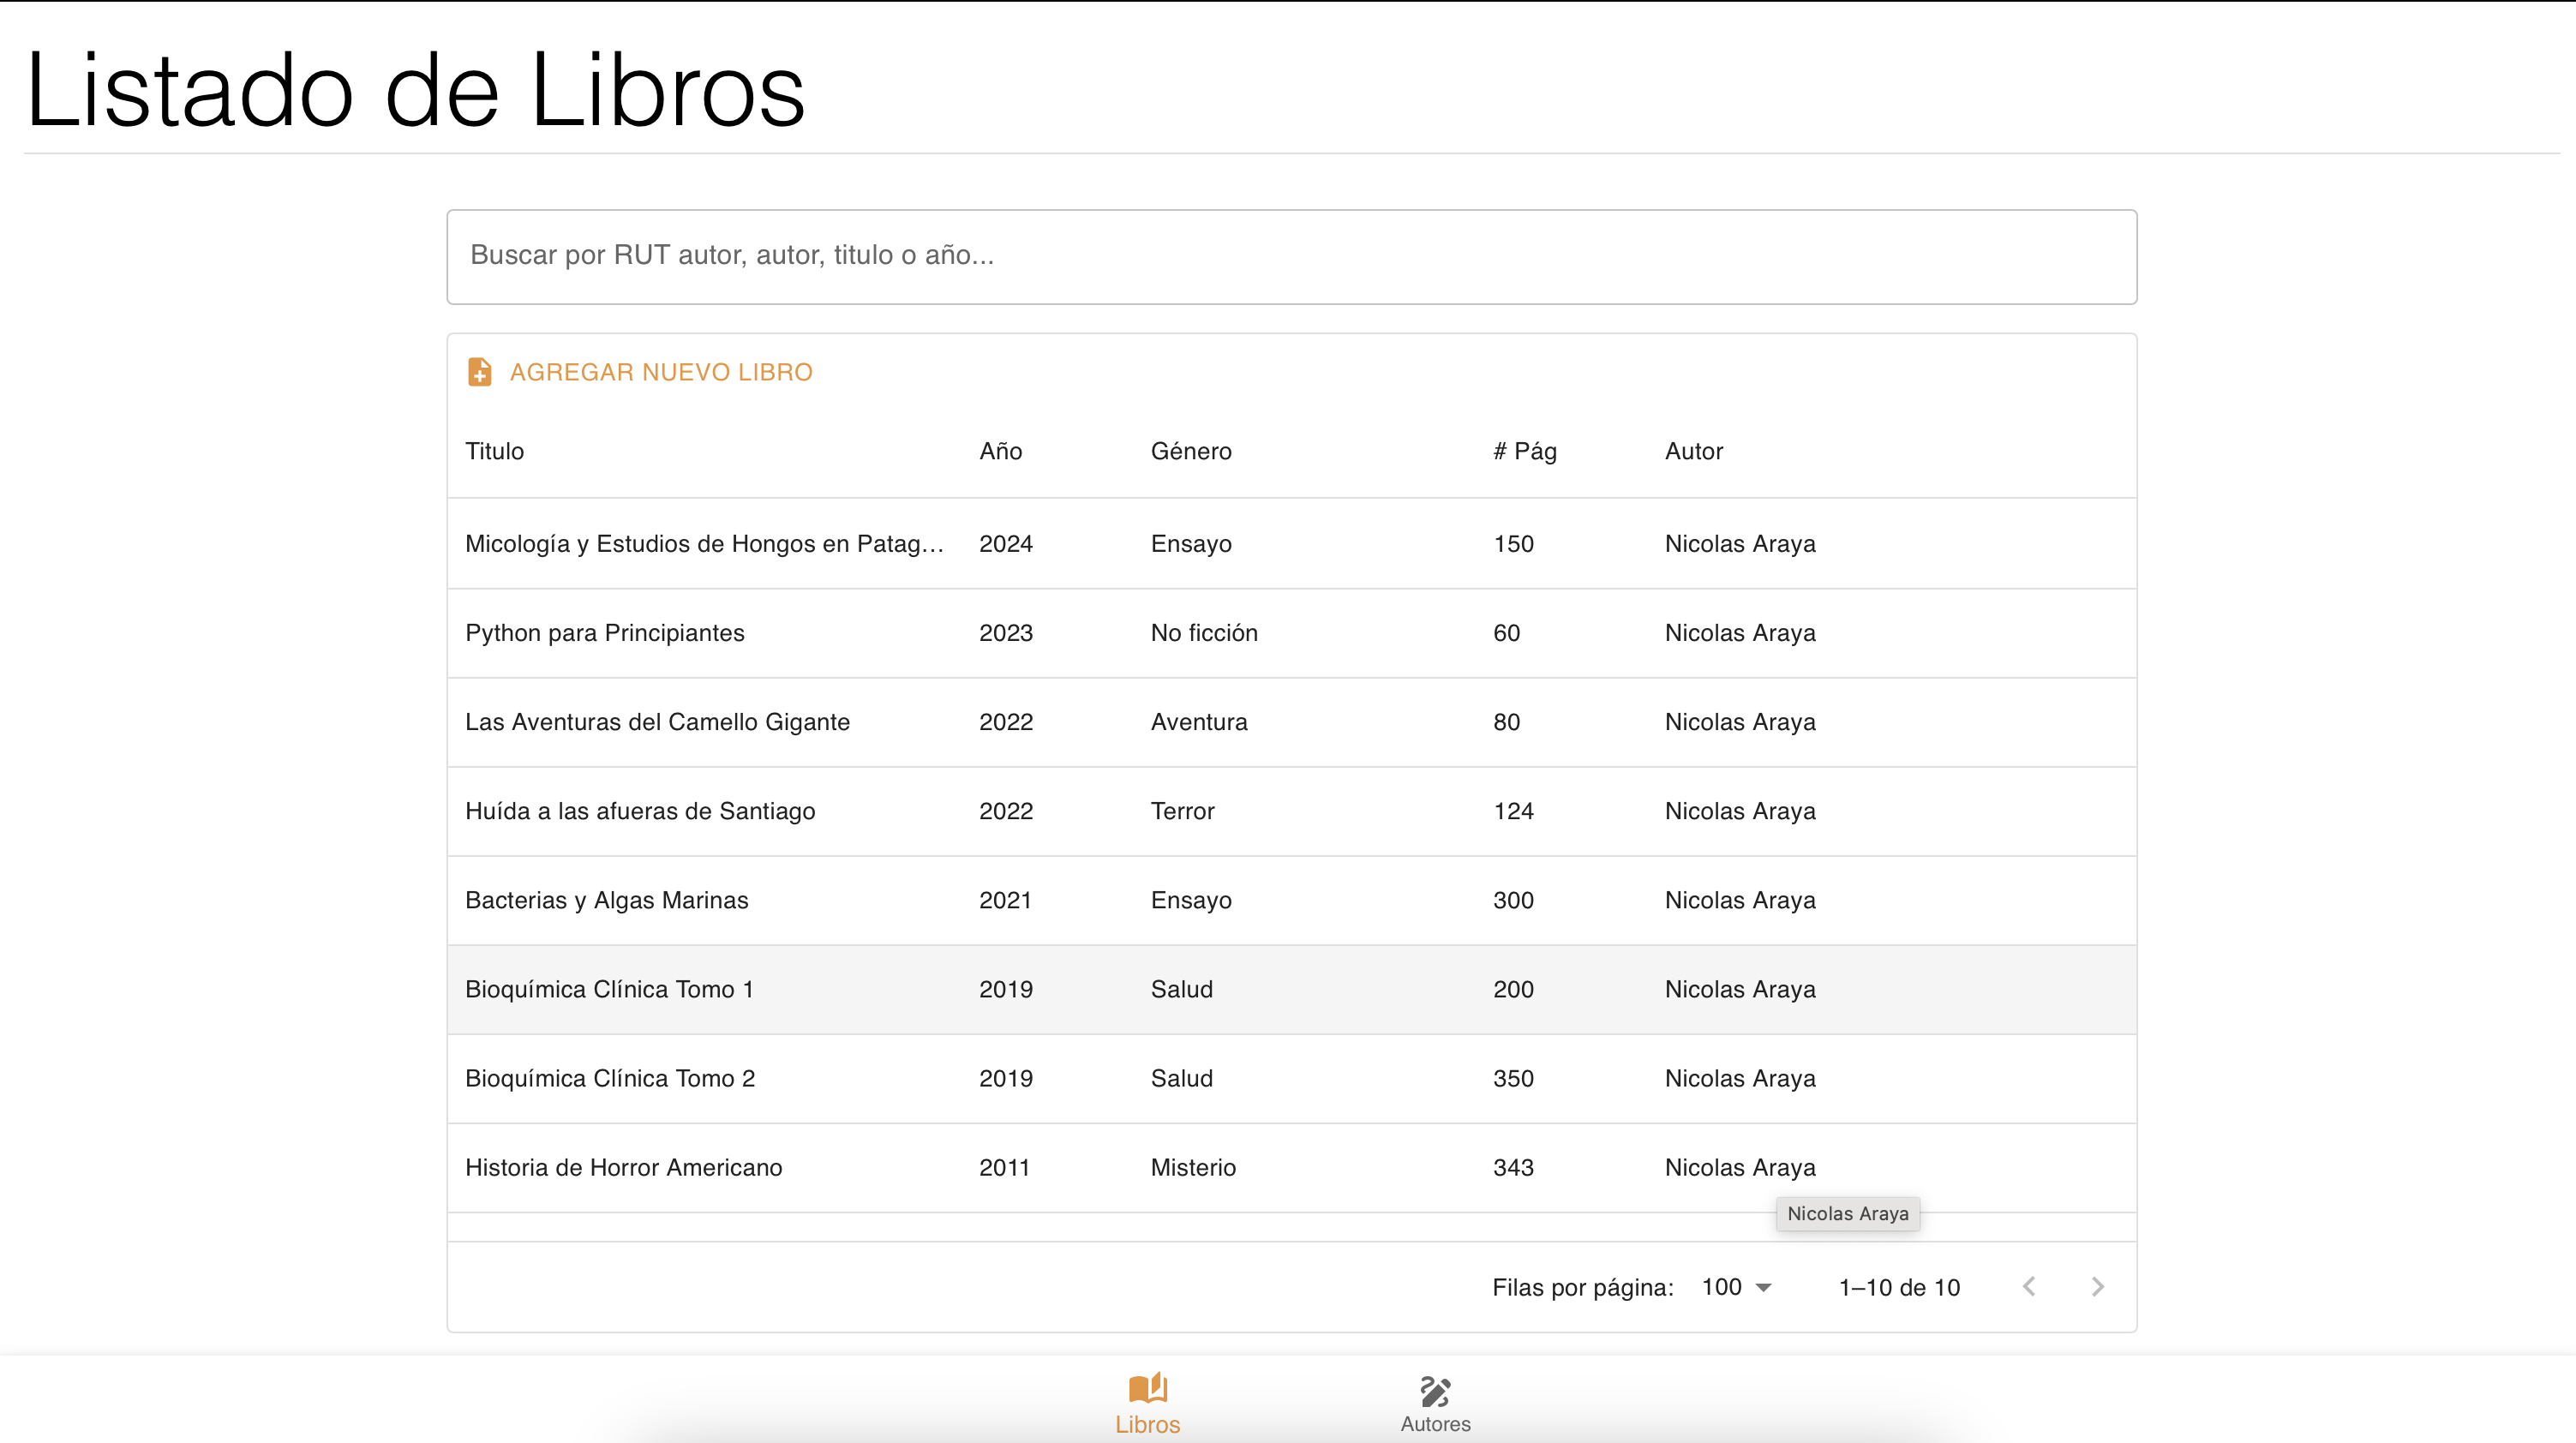 Listado de Libros
Buscar por RUT autor, autor, titulo o año...
AGREGAR NUEVO LIBRO
Titulo Año Género # Pág Autor
Micología y Estudios de Hongos en Patag... 2024 Ensayo 150 Nicolas Araya
Python para Principiantes 2023 No ficción 60 Nicolas Araya
Las Aventuras del Camello Gigante 2022 Aventura 80 Nicolas Araya
Huída a las afueras de Santiago 2022 Terror 124 Nicolas Araya
Bacterias y Algas Marinas 2021 Ensayo 300 Nicolas Araya
Bioquímica Clínica Tomo 1 2019 Salud 200 Nicolas Araya
Bioquímica Clínica Tomo 2 2019 Salud 350 Nicolas Araya
Historia de Horror Americano 2011 Misterio 343 Nicolas Araya
Nicolas Araya
Filas por página: 100 1–10 de 10
Libros Autores